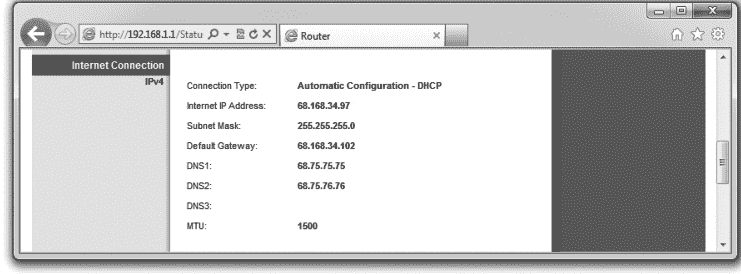 http://192.168.1.1/Statu
Router
Internet Connection
IPv4
Connection Type: Automatic Configuration - DHCP
Internet IP Address: 68.168.34.97
Subnet Mask: 255.255.255.0
Default Gateway: 68.168.34.102
DNS1: 68.75.75.75
DNS2: 68.75.76.76
DNS3:
MTU: 1500